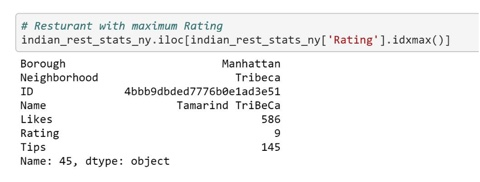 # Resturant with maximum Rating
indian_rest_stats_ny.iloc[indian_rest_stats_ny['Rating'].idxmax()]
Borough Manhattan
Neighborhood Tribeca
ID 4bbb9dbded7776b0e1ad3e51
Name Tamarind TriBeCa
Likes 586
Rating 9
Tips 145
Name: 45, dtype: object